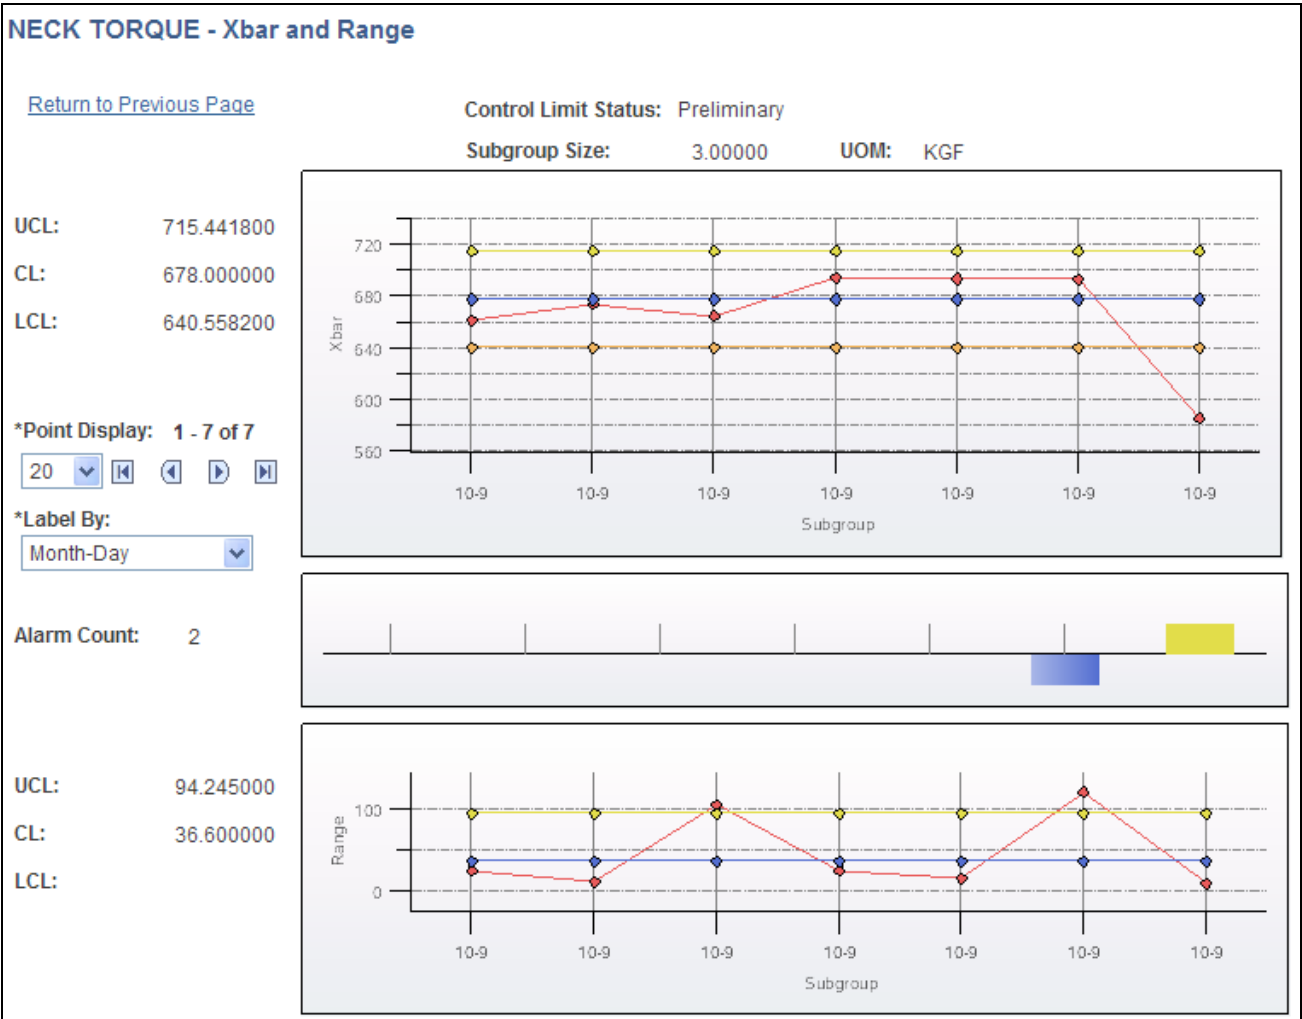 NECK TORQUE - Xbar and Range
Return to Previous Page
Control Limit Status: Preliminary
Subgroup Size: 3.00000 UOM: KGF
UCL: 715.441800
CL: 678.000000
LCL: 640.558200
*Point Display: 1 - 7 of 7
20
*Label By:
Month-Day
Xbar
720
680
640
600
560
10-9 10-9 10-9 10-9 10-9 10-9 10-9
Subgroup
Alarm Count: 2
UCL: 94.245000
CL: 36.600000
LCL:
Range
100
0
10-9 10-9 10-9 10-9 10-9 10-9 10-9
Subgroup